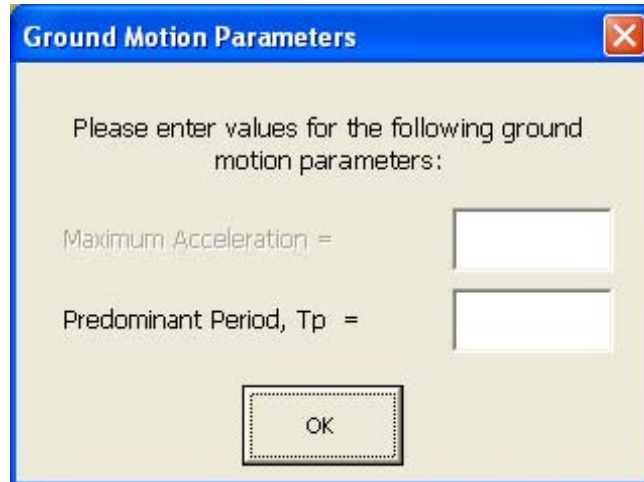 Ground Motion Parameters
Please enter values for the following ground
motion parameters:
Maximum Acceleration =
Predominant Period, Tp =
OK